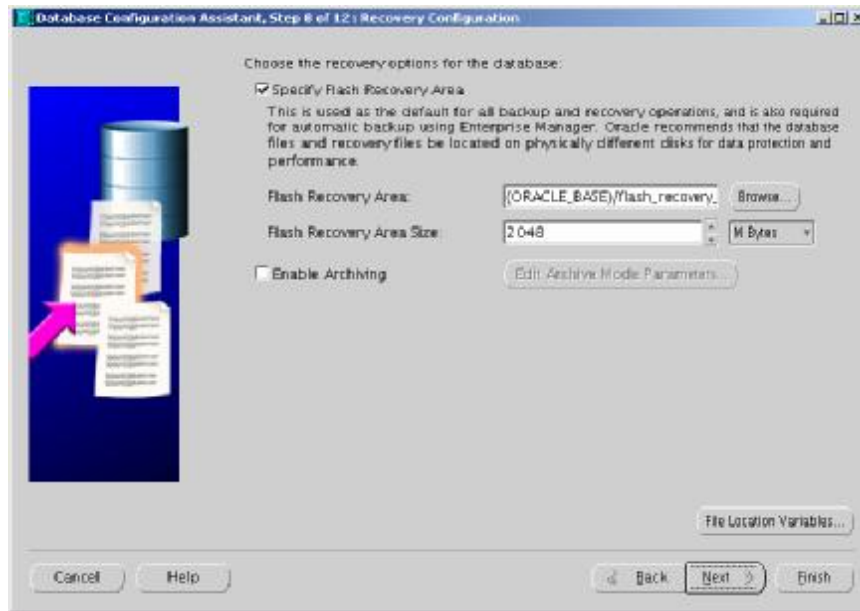 Database Configuration Assistant, Step 8 of 12 : Recovery Configuration
Choose the recovery options for the database:
Specify Flash Recovery Area
This is used as the default for all backup and recovery operations, and is also required
for automatic backup using Enterprise Manager. Oracle recommends that the database
files and recovery files be located on physically different disks for data protection and
performance.
Flash Recovery Area: {ORACLE_BASE}/flash_recovery_ Browse...
Flash Recovery Area Size: 2048 M Bytes
Enable Archiving Edit Archive Mode Parameters...
File Location Variables...
Cancel Help Back Next Finish